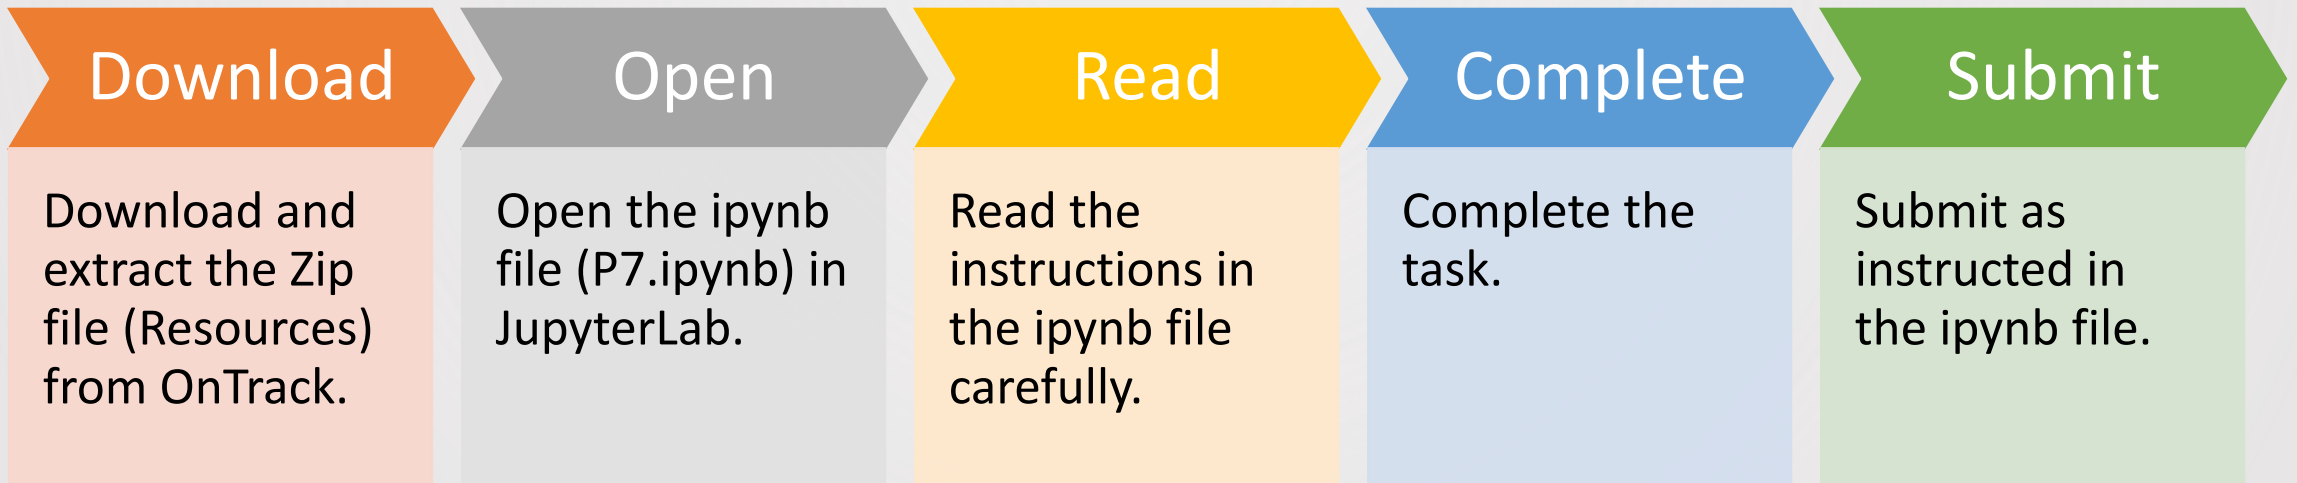 Download
Download and
extract the Zip
file (Resources)
from OnTrack.
Open
Open the ipynb
file (P7.ipynb) in
JupyterLab.
Read
Read the
instructions in
the ipynb file
carefully.
Complete
Complete the
task.
Submit
Submit as
instructed in
the ipynb file.